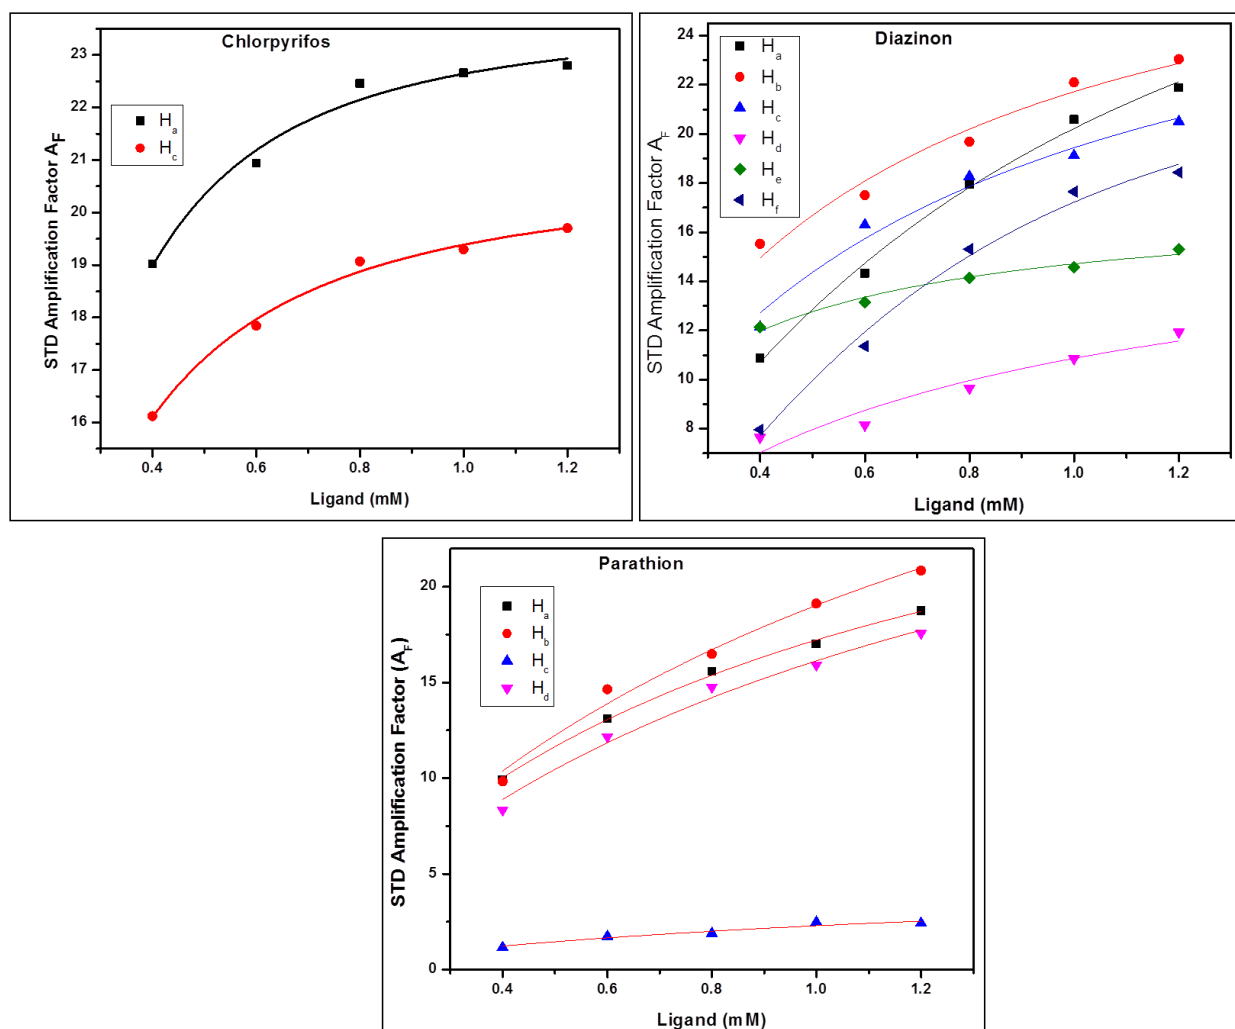 Chlorpyrifos
23
22
21
20
19
18
17
16
STD Amplification Factor AF
Ha
Hc
0.4 0.6 0.8 1.0 1.2
Ligand (mM)
Diazinon
24
22
20
18
16
14
12
10
8
STD Amplification Factor AF
Ha
Hb
Hc
Hd
He
Hf
0.4 0.6 0.8 1.0 1.2
Ligand (mM)
Parathion
20
15
10
5
0
STD Amplification Factor (AF)
Ha
Hb
Hc
Hd
0.4 0.6 0.8 1.0 1.2
Ligand (mM)